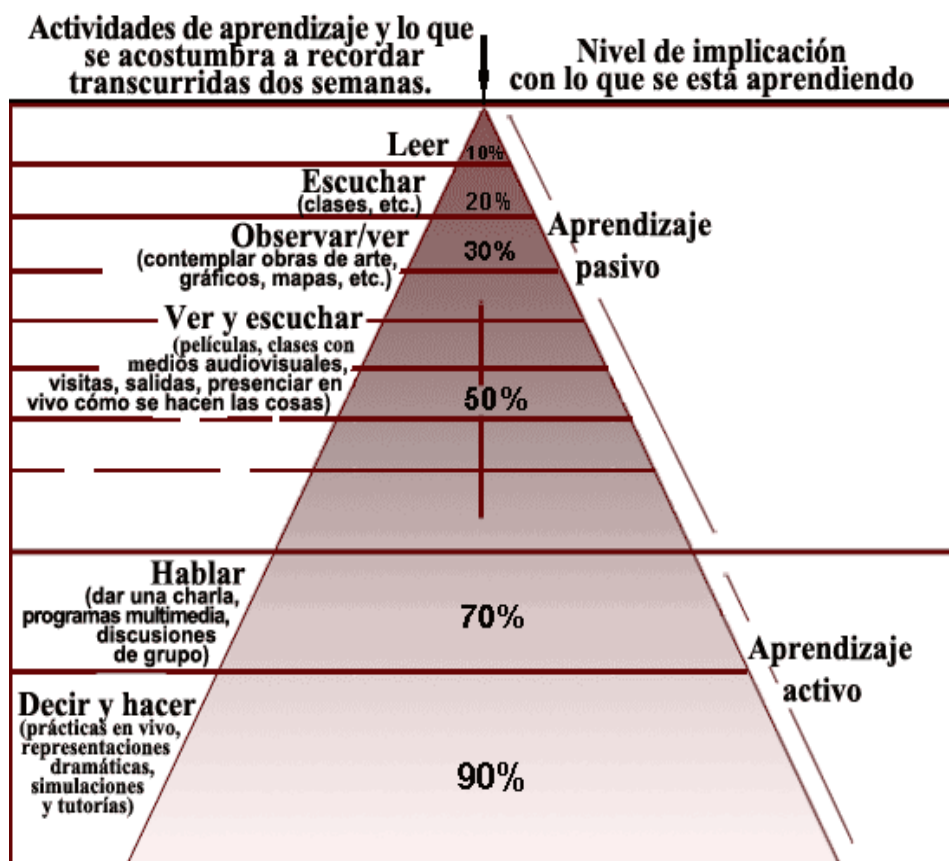 Actividades de aprendizaje y lo que
se acostumbra a recordar
transcurridas dos semanas.
Nivel de implicación
con lo que se está aprendiendo
Leer
10%
Escuchar
(clases, etc.)
20%
Observar/ver
(contemplar obras de arte,
gráficos, mapas, etc.)
30%
Aprendizaje
pasivo
Ver y escuchar
(películas, clases con
medios audiovisuales,
visitas, salidas, presenciar en
vivo cómo se hacen las cosas)
50%
Hablar
(dar una charla,
programas multimedia,
discusiones
de grupo)
70%
Aprendizaje
activo
Decir y hacer
(prácticas en vivo,
representaciones
dramáticas,
simulaciones
y tutorías)
90%